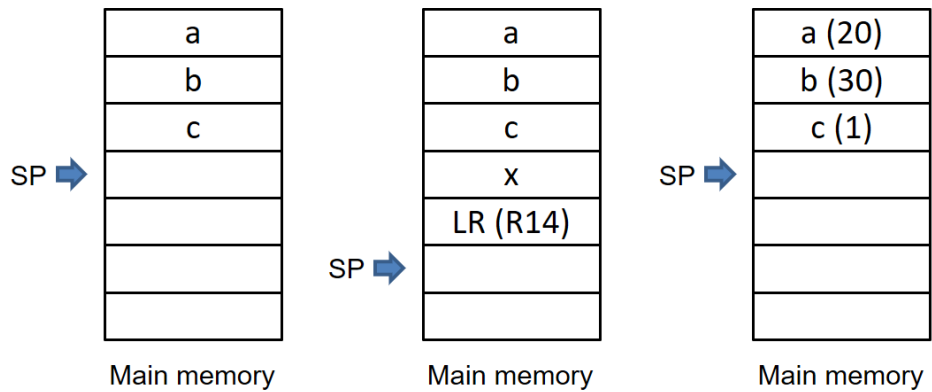 a
b
c
SP
Main memory
a
b
c
x
LR (R14)
SP
Main memory
a (20)
b (30)
c (1)
SP
Main memory